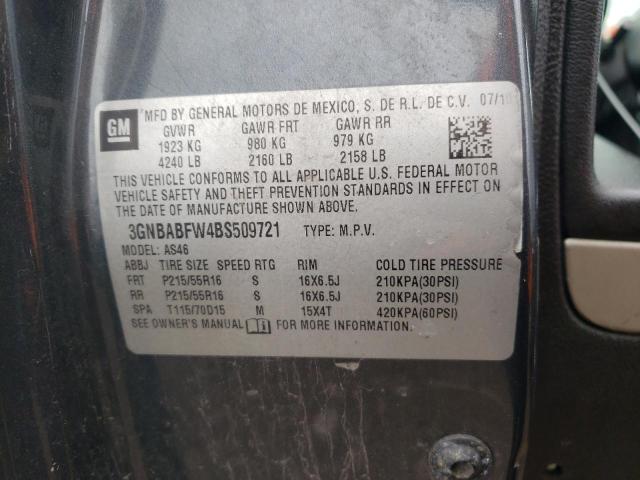 GM
MFD BY GENERAL MOTORS DE MEXICO, S. DE R.L. DE C.V. 07/1
GVWR GAWR FRT GAWR RR
1923 KG 980 KG 979 KG
4240 LB 2160 LB 2158 LB
THIS VEHICLE CONFORMS TO ALL APPLICABLE U.S. FEDERAL MOTOR
VEHICLE SAFETY AND THEFT PREVENTION STANDARDS IN EFFECT ON
THE DATE OF MANUFACTURE SHOWN ABOVE.
3GNBABFW4BS509721 TYPE: M.P.V.
MODEL: AS46
ABBJ TIRE SIZE SPEED RTG RIM COLD TIRE PRESSURE
FRT P215/55R16 S 16X6.5J 210KPA(30PSI)
RR P215/55R16 S 16X6.5J 210KPA(30PSI)
SPA T115/70D15 M 15X4T 420KPA(60PSI)
SEE OWNER'S MANUAL FOR MORE INFORMATION.